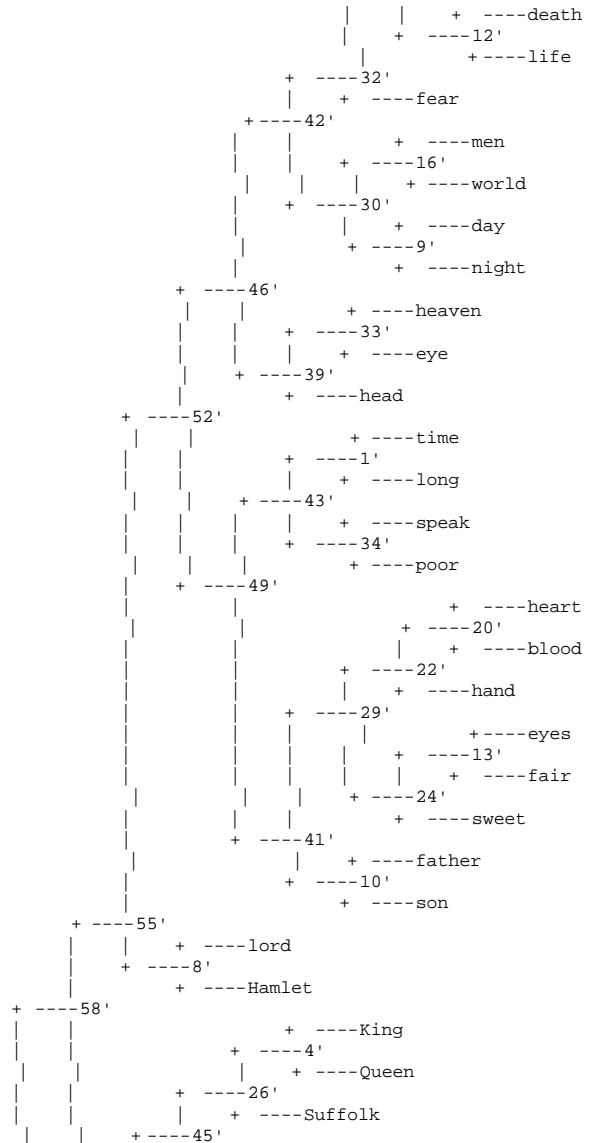 |     |    + ----death
|    + ----12'
|         + ----life
+ ----32'
|    + ----fear
+ ----42'
|    |         + ----men
|    |    + ----16'
|    |    |    + ----world
|    + ----30'
|         |    + ----day
|         + ----9'
|              + ----night
+ ----46'
|    |         + ----heaven
|    |    + ----33'
|    |    |    + ----eye
|    + ----39'
|         + ----head
+ ----52'
|    |              + ----time
|    |         + ----1'
|    |         |    + ----long
|    |    + ----43'
|    |    |    |    + ----speak
|    |    |    + ----34'
|    |    |         + ----poor
|    + ----49'
|         |                   + ----heart
|         |              + ----20'
|         |              |    + ----blood
|         |         + ----22'
|         |         |    + ----hand
|         |    + ----29'
|         |    |         |    + ----eyes
|         |    |    |    + ----13'
|         |    |    |    |    + ----fair
|         |    |    + ----24'
|         |    |         + ----sweet
|         + ----41'
|              |    + ----father
|              + ----10'
|                   + ----son
+ ----55'
|    |    + ----lord
|    + ----8'
|         + ----Hamlet
+ ----58'
|    |                   + ----King
|    |              + ----4'
|    |              |    + ----Queen
|    |         + ----26'
|    |         |    + ----Suffolk
|    |    + ----45'